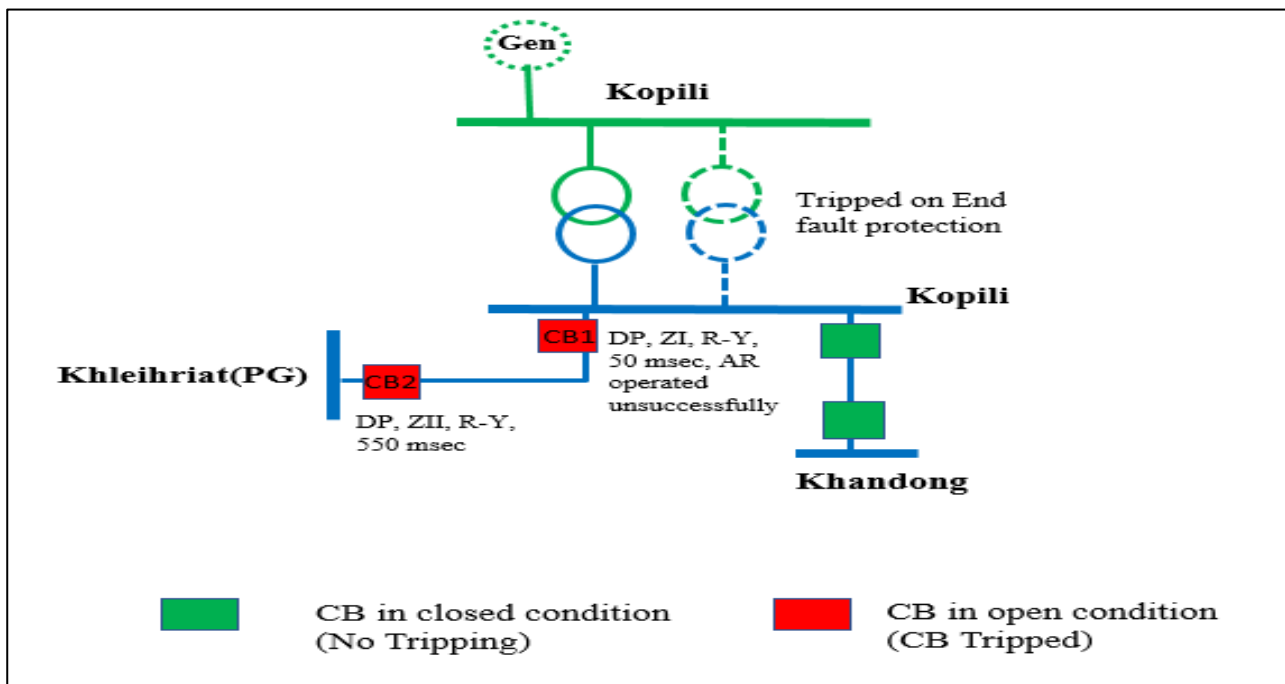 Gen
Kopili
Tripped on End
fault protection
Kopili
CB1
DP, ZI, R-Y,
50 msec, AR
operated
unsuccessfully
Khleihriat(PG)
CB2
DP, ZII, R-Y,
550 msec
Khandong
CB in closed condition
(No Tripping)
CB in open condition
(CB Tripped)